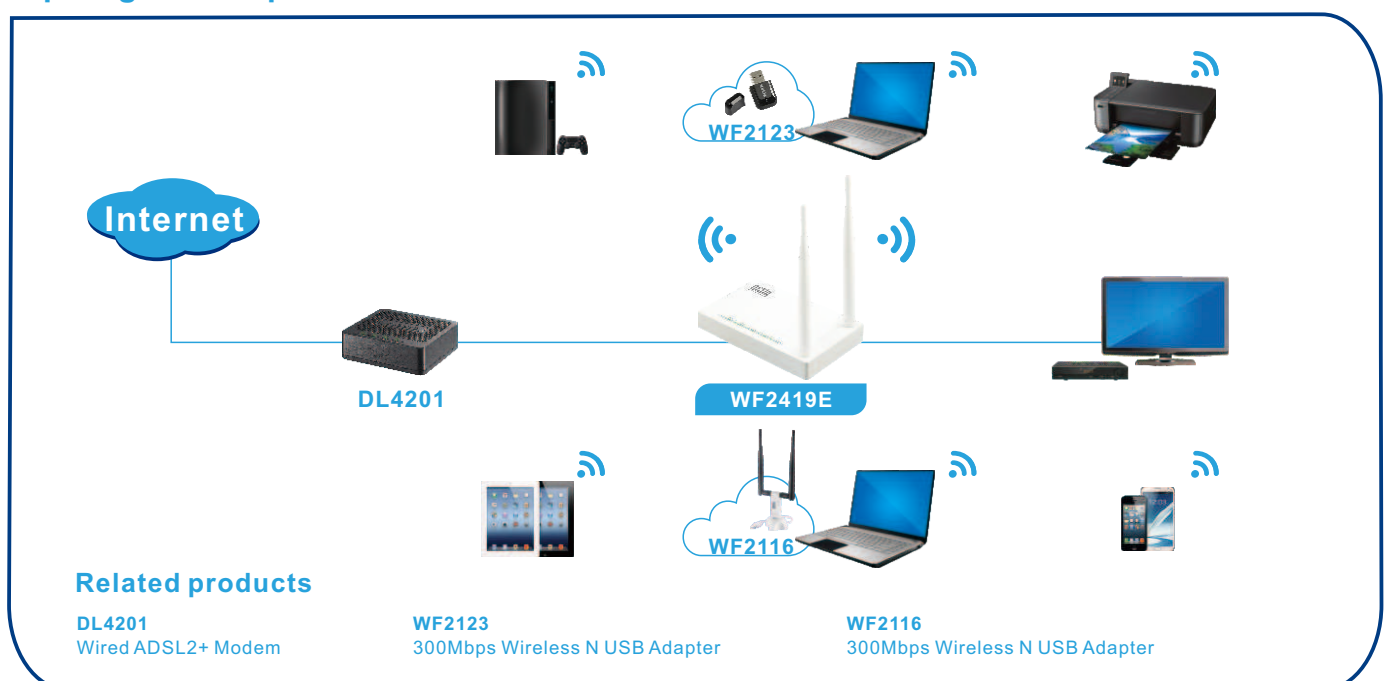 WF2123
Internet
DL4201
WF2419E
WF2116
Related products
DL4201
Wired ADSL2+ Modem
WF2123
300Mbps Wireless N USB Adapter
WF2116
300Mbps Wireless N USB Adapter